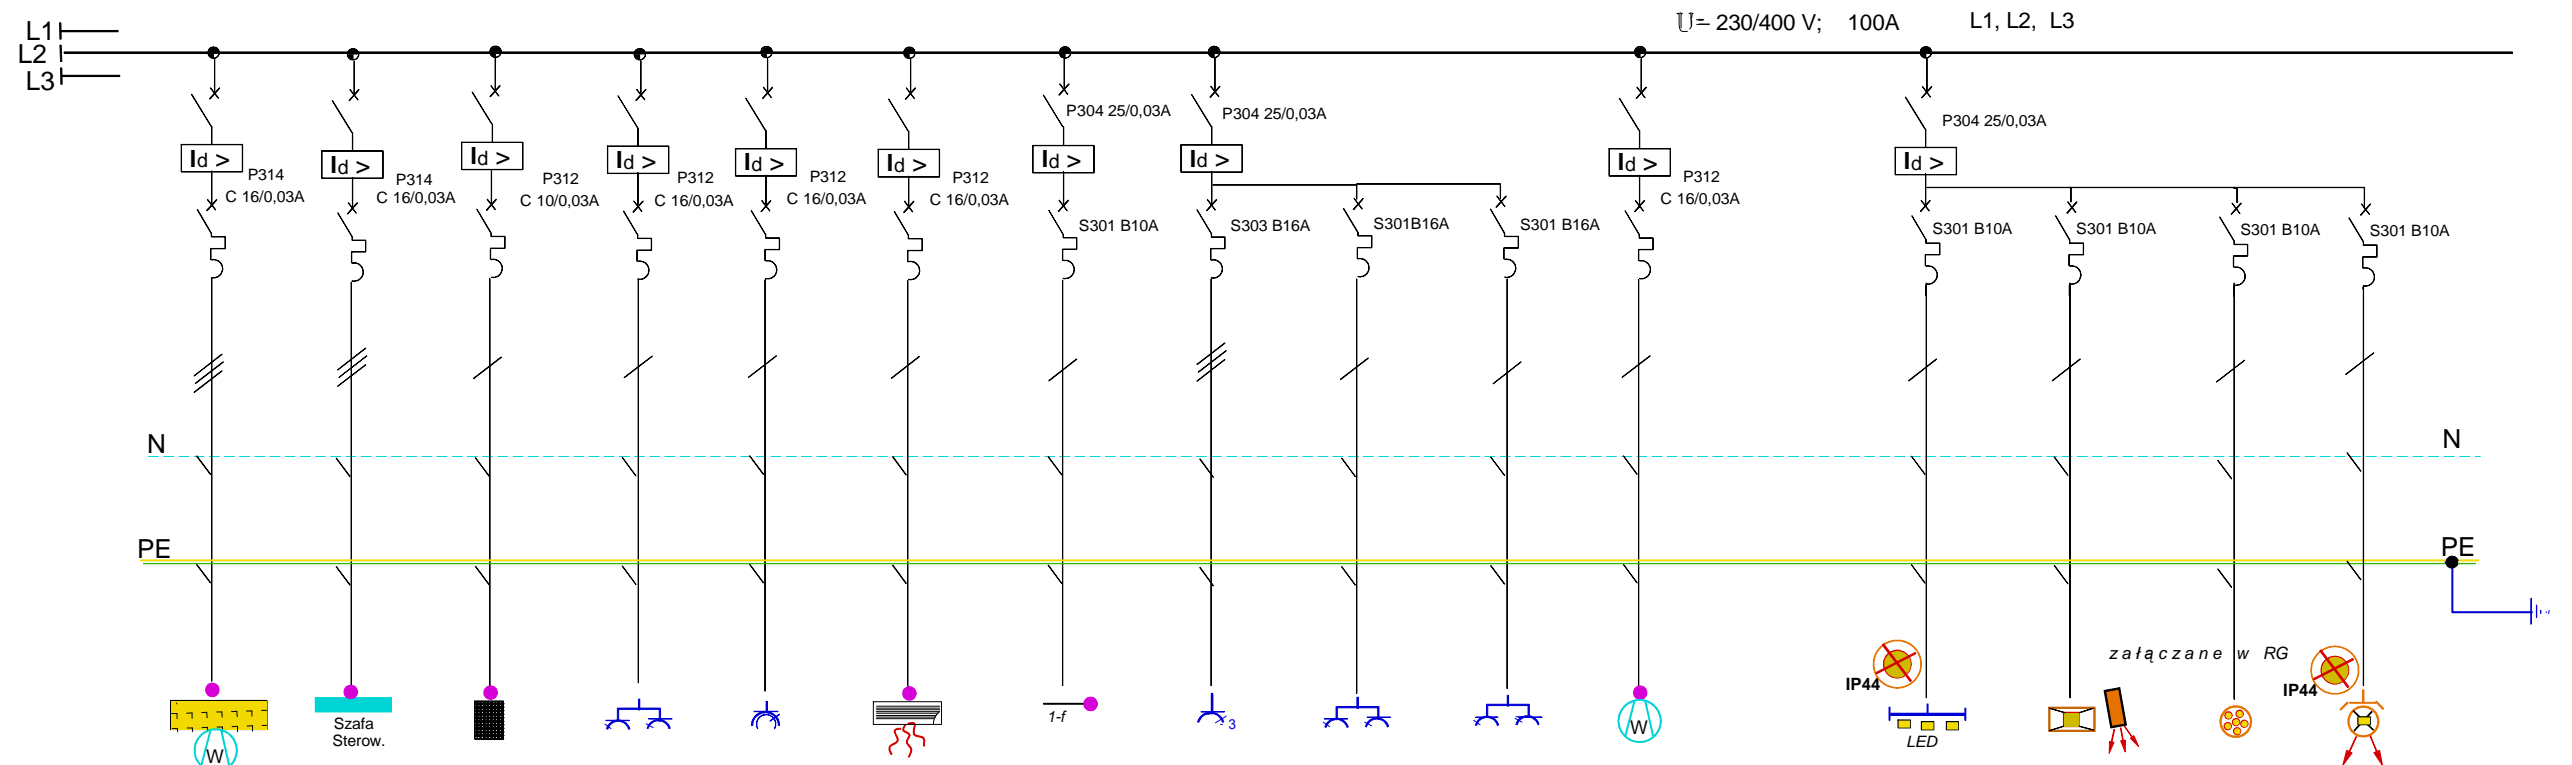 L1
L2
L3
U= 230/400 V; 100A L1, L2, L3
Id >
P314
C 16/0,03A
Id >
P314
C 16/0,03A
Id >
P312
C 10/0,03A
Id >
P312
C 16/0,03A
Id >
P312
C 16/0,03A
Id >
P312
C 16/0,03A
P304 25/0,03A
Id >
S301 B10A
P304 25/0,03A
Id >
S303 B16A
S301B16A
S301 B16A
Id >
P312
C 16/0,03A
P304 25/0,03A
Id >
S301 B10A
S301 B10A
S301 B10A
S301 B10A
N
N
PE
PE
W
Szafa
Sterow.
1-f
3
W
IP44
LED
załączane w RG
IP44